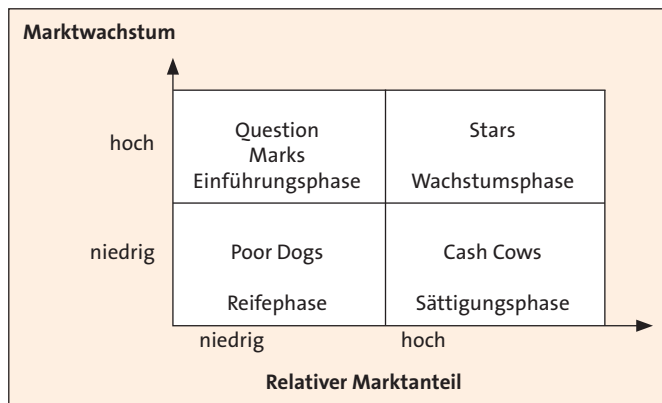 Marktwachstum
hoch
Question
Marks
Einführungsphase
Stars
Wachstumsphase
niedrig
Poor Dogs
Reifephase
Cash Cows
Sättigungsphase
niedrig
hoch
Relativer Marktanteil